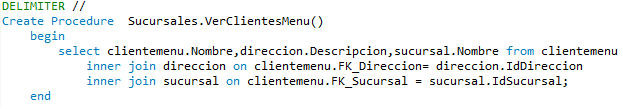 DELIMITER //
Create Procedure  Sucursales.VerClientesMenu()
    begin
        select clientemenu.Nombre,direccion.Descripcion,sucursal.Nombre from clientemenu
            inner join direccion on clientemenu.FK_Direccion= direccion.IdDireccion
            inner join sucursal on clientemenu.FK_Sucursal = sucursal.IdSucursal;
    end